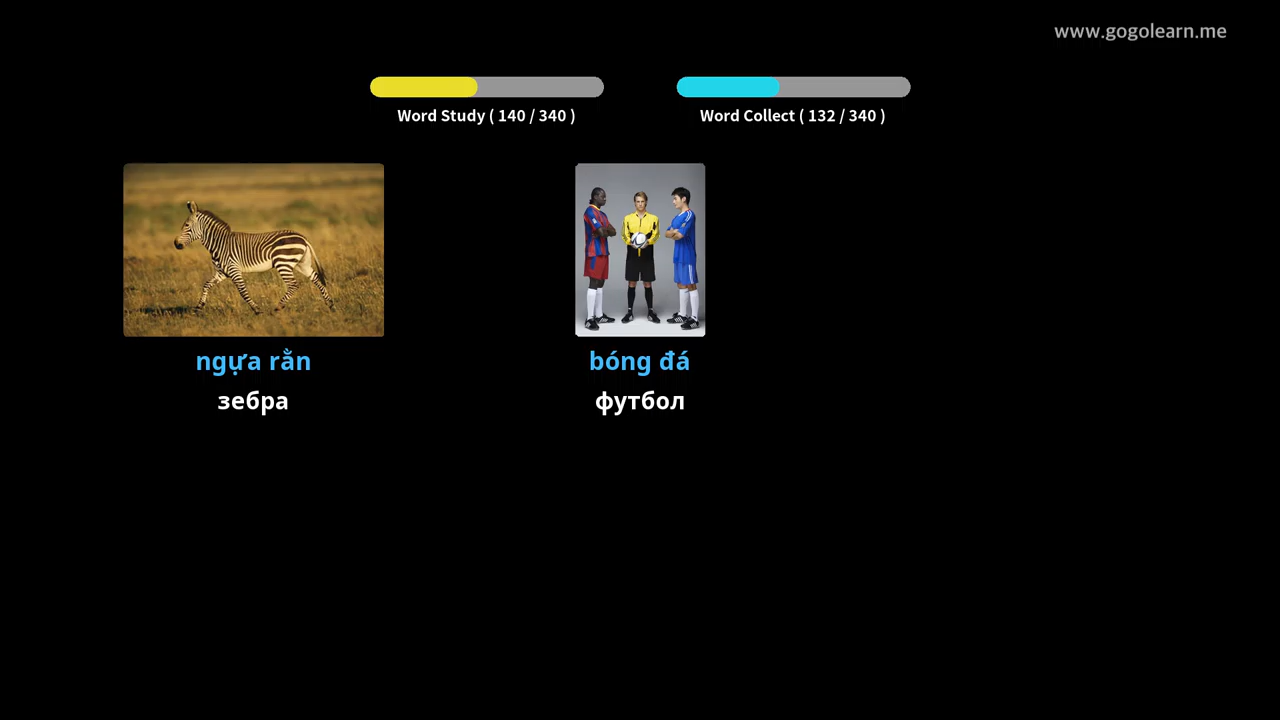 www.gogolearn.me
Word Study ( 140 / 340 )
Word Collect ( 132 / 340 )
ngựa rằn
зебра
bóng đá
футбол